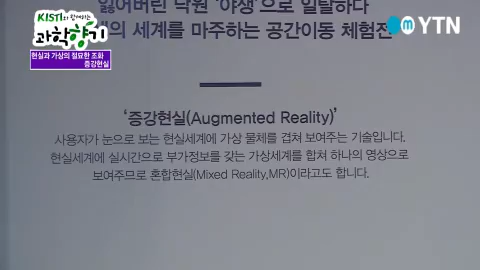 KISTI와 함께하는
과학향기
현실과 가상의 절묘한 조화
증강현실
YTN
잃어버린 낙원 '야생'으로 일탈하다
의 세계를 마주하는 공간이동 체험전
'증강현실(Augmented Reality)'
사용자가 눈으로 보는 현실세계에 가상 물체를 겹쳐 보여주는 기술입니다.
현실세계에 실시간으로 부가정보를 갖는 가상세계를 합쳐 하나의 영상으로
보여주므로 혼합현실(Mixed Reality,MR)이라고도 합니다.